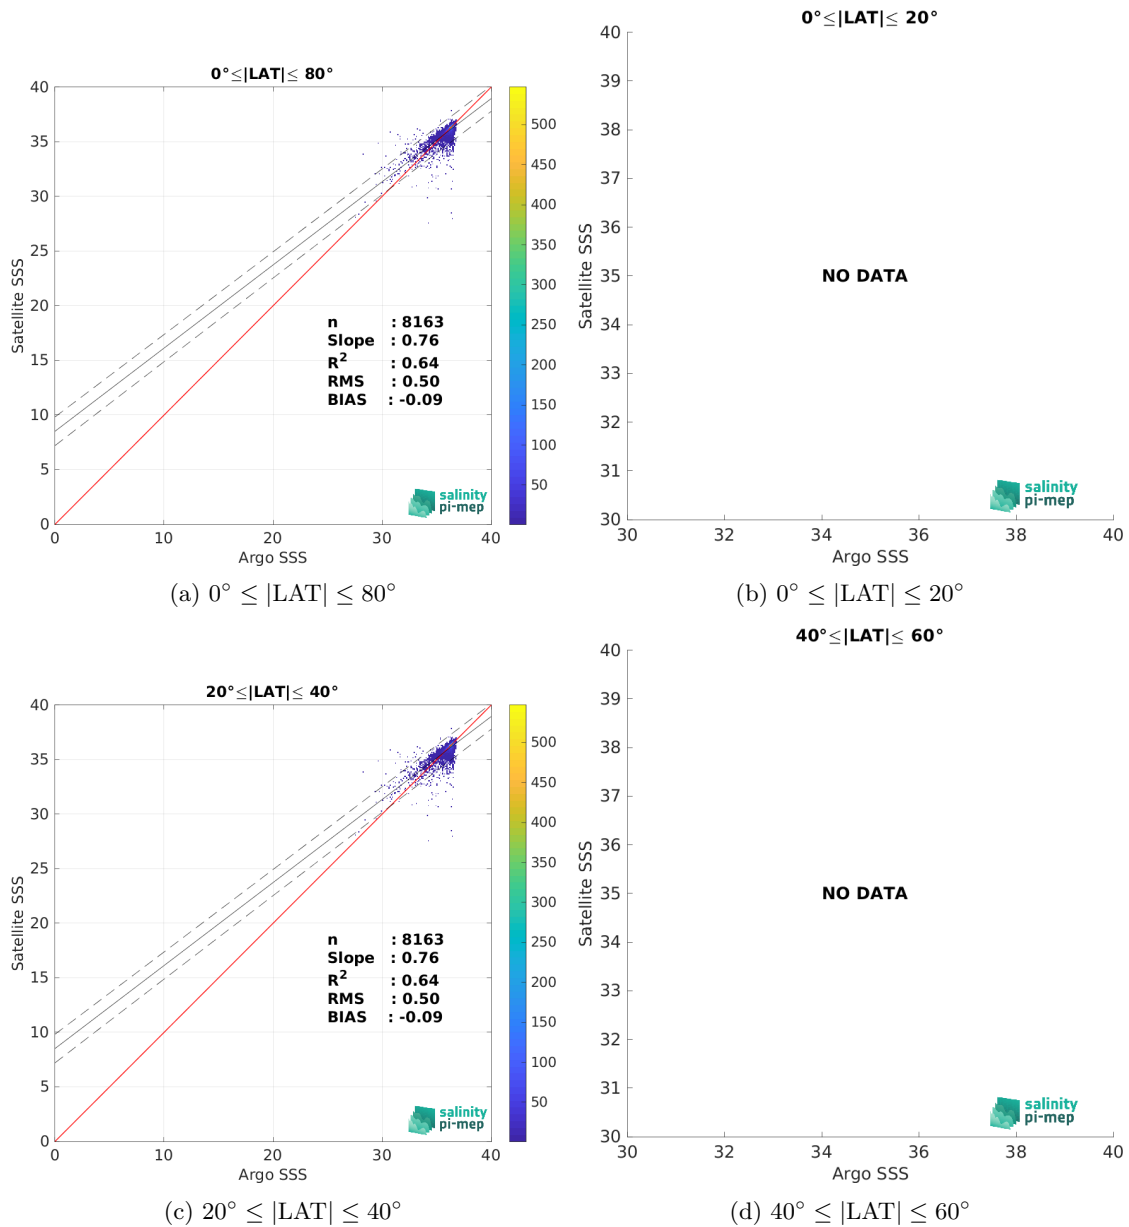 0°≤|LAT|≤ 80°
40
35
30
25
20
15
10
5
0
Satellite SSS
0
10
20
30
40
Argo SSS
500
450
400
350
300
250
200
150
100
50
n : 8163
Slope : 0.76
R² : 0.64
RMS : 0.50
BIAS : -0.09
salinity
pi-mep
(a) 0° ≤ |LAT| ≤ 80°
0°≤|LAT|≤ 20°
40
39
38
37
36
35
34
33
32
31
30
Satellite SSS
NO DATA
30
32
34
36
38
40
Argo SSS
salinity
pi-mep
(b) 0° ≤ |LAT| ≤ 20°
20°≤|LAT|≤ 40°
40
35
30
25
20
15
10
5
0
Satellite SSS
0
10
20
30
40
Argo SSS
500
450
400
350
300
250
200
150
100
50
n : 8163
Slope : 0.76
R² : 0.64
RMS : 0.50
BIAS : -0.09
salinity
pi-mep
(c) 20° ≤ |LAT| ≤ 40°
40°≤|LAT|≤ 60°
40
39
38
37
36
35
34
33
32
31
30
Satellite SSS
NO DATA
30
32
34
36
38
40
Argo SSS
salinity
pi-mep
(d) 40° ≤ |LAT| ≤ 60°